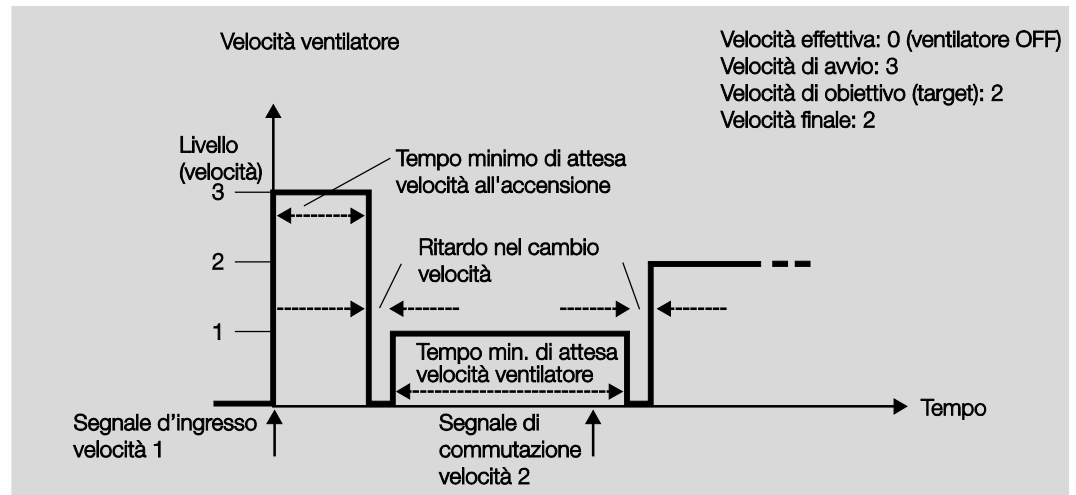 Velocità ventilatore
Velocità effettiva: 0 (ventilatore OFF)
Velocità di avvio: 3
Velocità di obiettivo (target): 2
Velocità finale: 2
Livello
(velocità)
3
2
1
Tempo minimo di attesa
velocità all'accensione
Ritardo nel cambio
velocità
Tempo min. di attesa
velocità ventilatore
Tempo
Segnale d'ingresso
velocità 1
Segnale di
commutazione
velocità 2